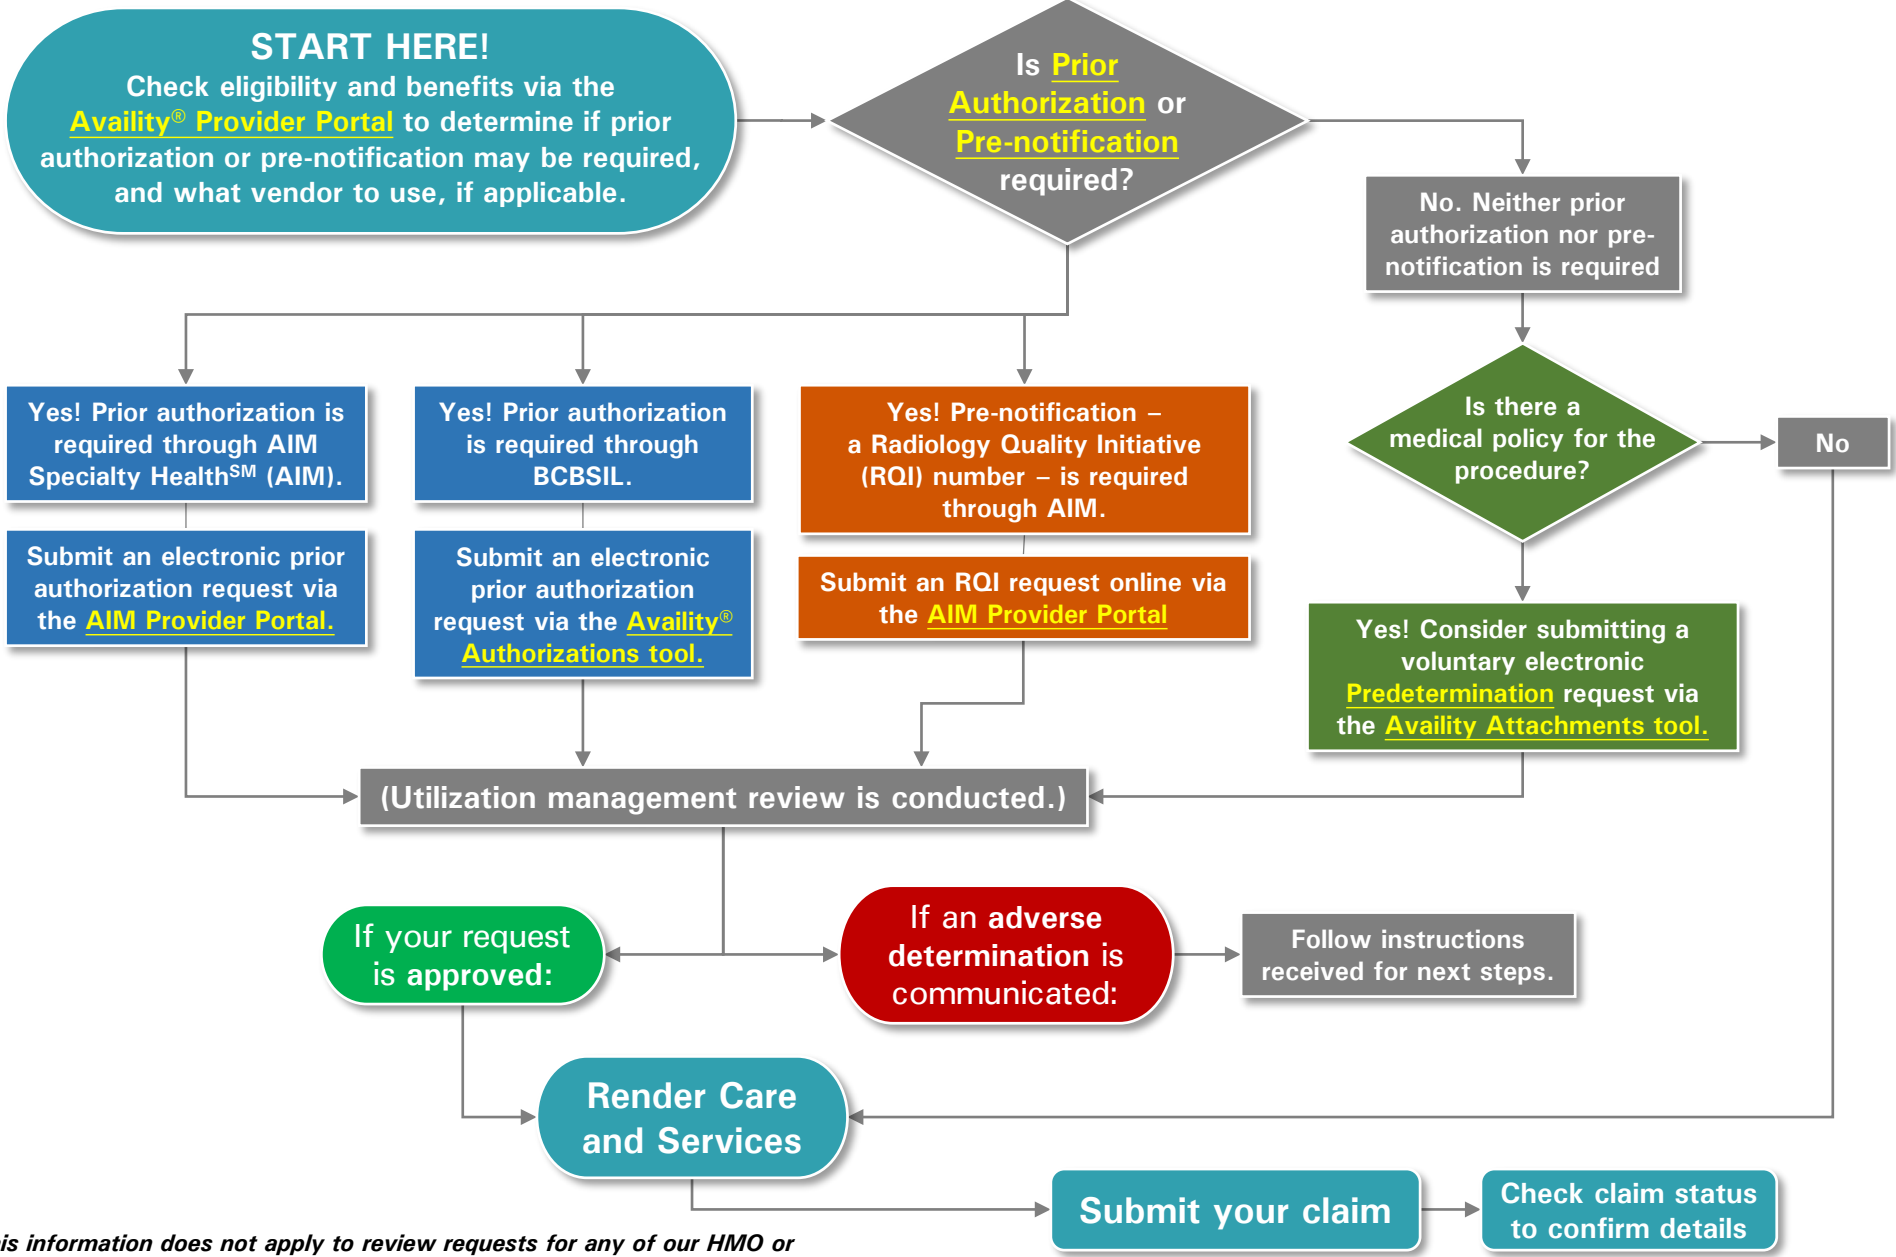 START HERE!
Check eligibility and benefits via the
Availity® Provider Portal to determine if prior
authorization or pre-notification may be required,
and what vendor to use, if applicable.
Is Prior
Authorization or
Pre-notification
required?
No. Neither prior
authorization nor pre-
notification is required
Yes! Prior authorization is
required through AIM
Specialty Health℠ (AIM).
Yes! Prior authorization
is required through
BCBSIL.
Yes! Pre-notification –
a Radiology Quality Initiative
(RQI) number – is required
through AIM.
Is there a
medical policy for the
procedure?
No
Submit an electronic prior
authorization request via
the AIM Provider Portal.
Submit an electronic
prior authorization
request via the Availity®
Authorizations tool.
Submit an RQI request online via
the AIM Provider Portal
Yes! Consider submitting a
voluntary electronic
Predetermination request via
the Availity Attachments tool.
(Utilization management review is conducted.)
If your request
is approved:
If an adverse
determination is
communicated:
Follow instructions
received for next steps.
Render Care
and Services
Submit your claim
Check claim status
to confirm details
information does not apply to review requests for any of our HMO or